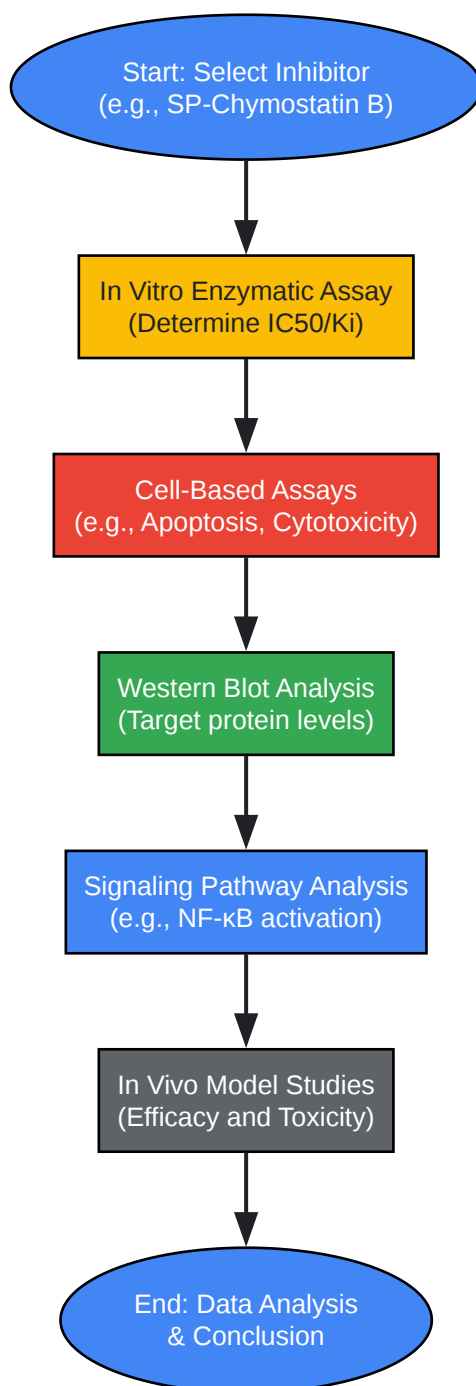 Start: Select Inhibitor
(e.g., SP-Chymostatin B)
In Vitro Enzymatic Assay
(Determine IC50/Ki)
Cell-Based Assays
(e.g., Apoptosis, Cytotoxicity)
Western Blot Analysis
(Target protein levels)
Signaling Pathway Analysis
(e.g., NF-κB activation)
In Vivo Model Studies
(Efficacy and Toxicity)
End: Data Analysis
& Conclusion